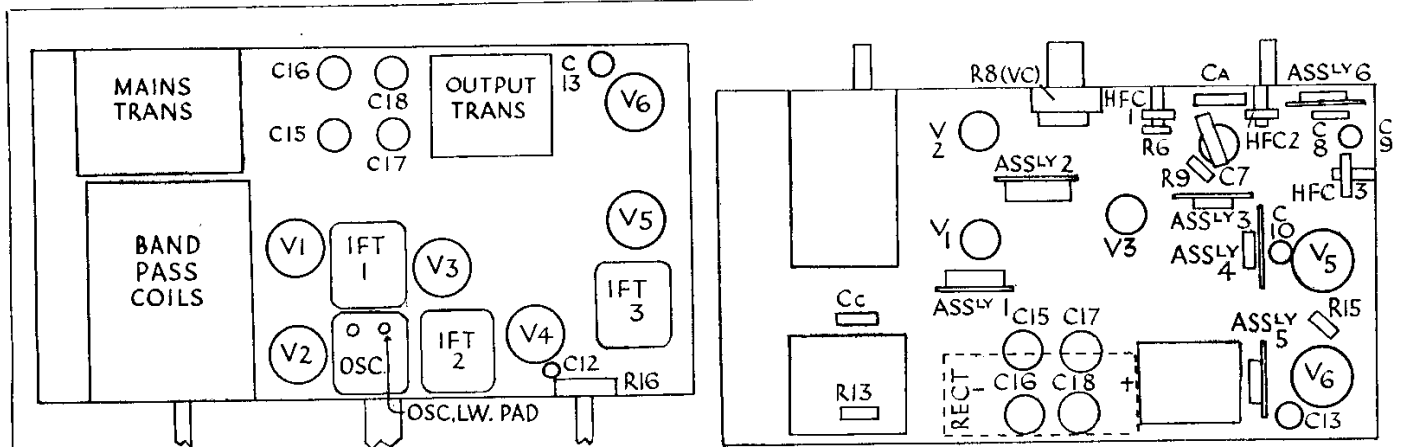 MAINS
TRANS
C16
C18
C15
C17
OUTPUT
TRANS
C
13
V6
BAND
PASS
COILS
V1
IFT
1
V3
V5
IFT
3
V2
OSC.
IFT
2
V4
C12
R16
OSC, LW. PAD
R8 (VC)
HFC
1
R6
CA
HFC2
ASSLY 6
C
8
C
9
V
2
ASSLY 2
R9
C7
HFC
3
ASSLY 3
V
1
V3
ASSLY
4
C
10
V5
ASSLY
1
CC
C15
C17
ASSLY
5
R15
RECT
-
C16
C18
+
R13
V6
C13